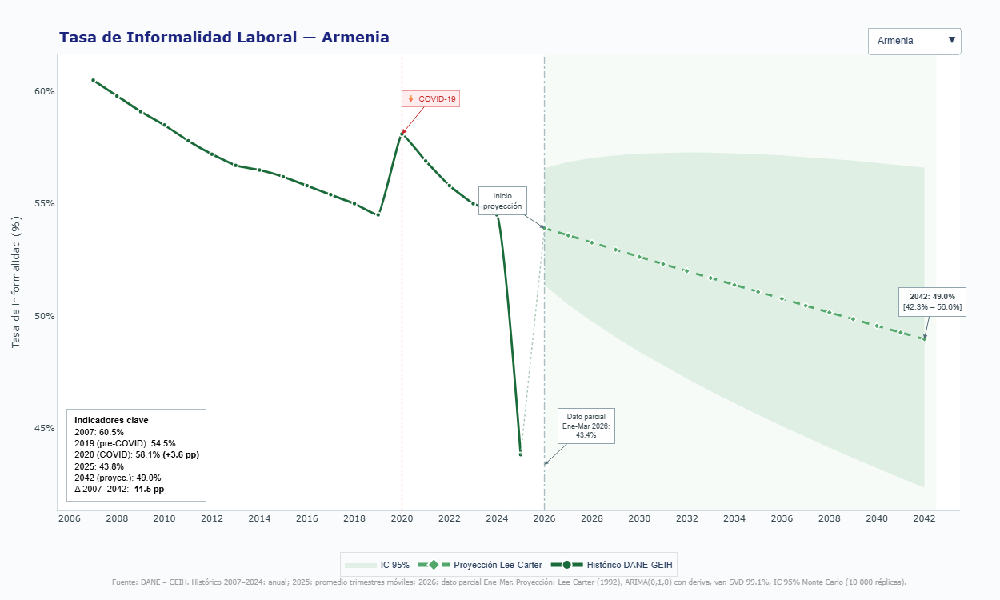 Tasa de Informalidad Laboral — Armenia
Armenia ▼
Tasa de Informalidad (%)
60%
55%
50%
45%
⚡ COVID-19
Inicio
proyección
2042: 49.0%
[42.3% – 56.6%]
Dato parcial
Ene-Mar 2026:
43.4%
Indicadores clave
2007: 60.5%
2019 (pre-COVID): 54.5%
2020 (COVID): 58.1% (+3.6 pp)
2025: 43.8%
2042 (proyec.): 49.0%
Δ 2007–2042: -11.5 pp
2006 2008 2010 2012 2014 2016 2018 2020 2022 2024 2026 2028 2030 2032 2034 2036 2038 2040 2042
IC 95% Proyección Lee-Carter Histórico DANE-GEIH
Fuente: DANE – GEIH. Histórico 2007–2024: anual; 2025: promedio trimestres móviles; 2026: dato parcial Ene-Mar. Proyección: Lee-Carter (1992), ARIMA(0,1,0) con deriva, var. SVD 99.1%, IC 95% Monte Carlo (10 000 réplicas).